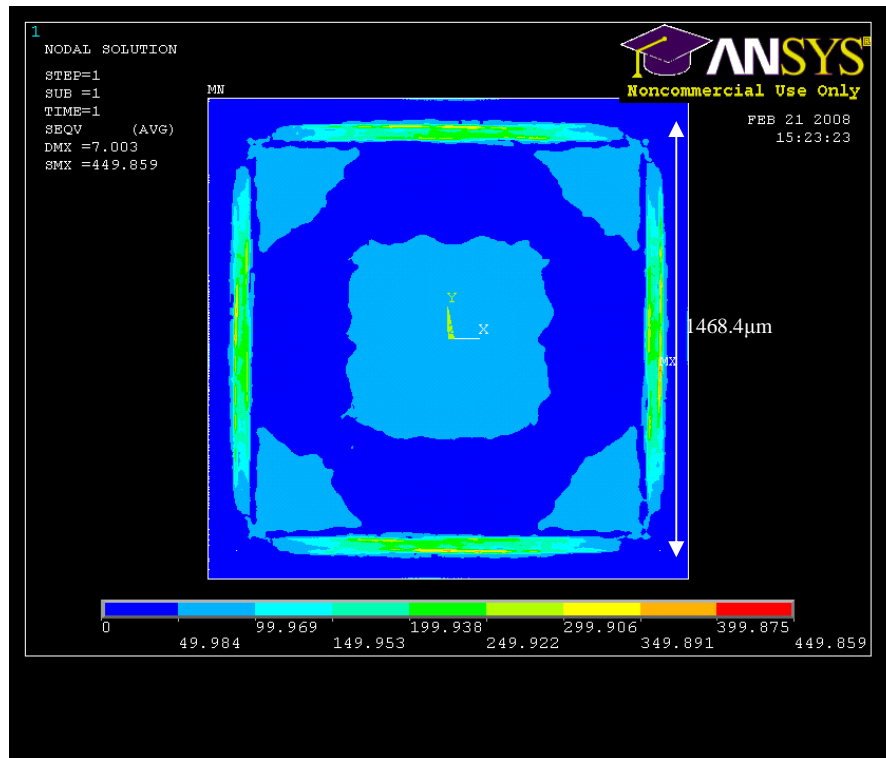 1
NODAL SOLUTION
STEP=1
SUB =1
TIME=1
SEQV (AVG)
DMX =7.003
SMX =449.859
ANSYS®
Noncommercial Use Only
FEB 21 2008
15:23:23
MN
Y
X
1468.4μm
MX
0 99.969 199.938 299.906 399.875
49.984 149.953 249.922 349.891 449.859